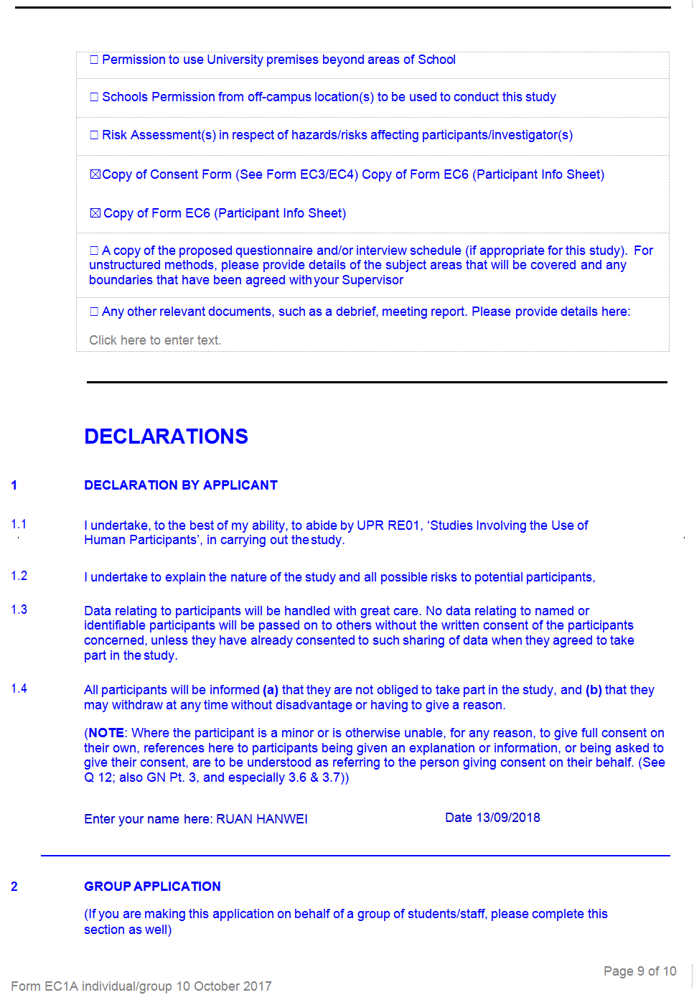 ☐ Permission to use University premises beyond areas of School
☐ Schools Permission from off-campus location(s) to be used to conduct this study
☐ Risk Assessment(s) in respect of hazards/risks affecting participants/investigator(s)
☒Copy of Consent Form (See Form EC3/EC4) Copy of Form EC6 (Participant Info Sheet)
☒ Copy of Form EC6 (Participant Info Sheet)
☐ A copy of the proposed questionnaire and/or interview schedule (if appropriate for this study). For
unstructured methods, please provide details of the subject areas that will be covered and any
boundaries that have been agreed with your Supervisor
☐ Any other relevant documents, such as a debrief, meeting report. Please provide details here:
Click here to enter text.
DECLARATIONS
1 DECLARATION BY APPLICANT
1.1 I undertake, to the best of my ability, to abide by UPR RE01, ‘Studies Involving the Use of
Human Participants’, in carrying out the study.
1.2 I undertake to explain the nature of the study and all possible risks to potential participants,
1.3 Data relating to participants will be handled with great care. No data relating to named or
identifiable participants will be passed on to others without the written consent of the participants
concerned, unless they have already consented to such sharing of data when they agreed to take
part in the study.
1.4 All participants will be informed (a) that they are not obliged to take part in the study, and (b) that they
may withdraw at any time without disadvantage or having to give a reason.
(NOTE: Where the participant is a minor or is otherwise unable, for any reason, to give full consent on
their own, references here to participants being given an explanation or information, or being asked to
give their consent, are to be understood as referring to the person giving consent on their behalf. (See
Q 12; also GN Pt. 3, and especially 3.6 & 3.7))
Enter your name here: RUAN HANWEI Date 13/09/2018
2 GROUP APPLICATION
(If you are making this application on behalf of a group of students/staff, please complete this
section as well)
Page 9 of 10
Form EC1A individual/group 10 October 2017